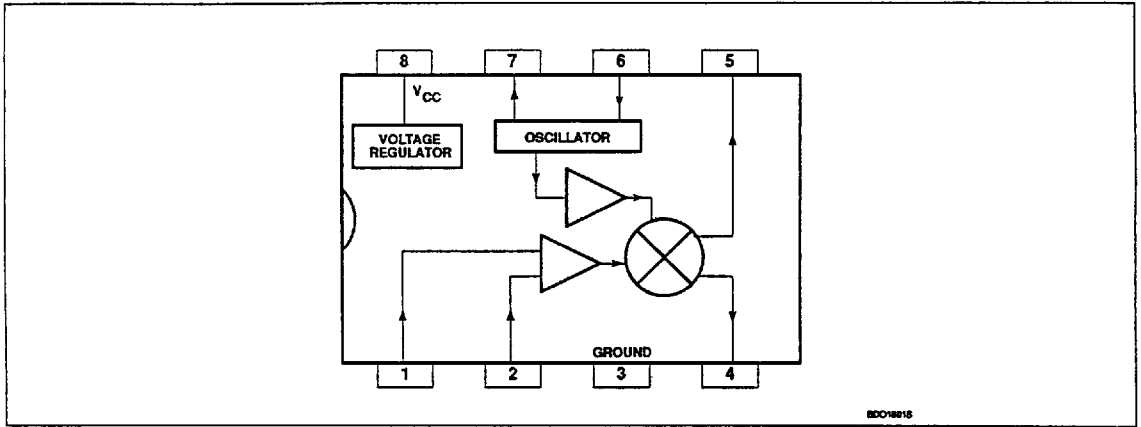 8 7 6 5
VCC
VOLTAGE
REGULATOR
OSCILLATOR
GROUND
1 2 3 4